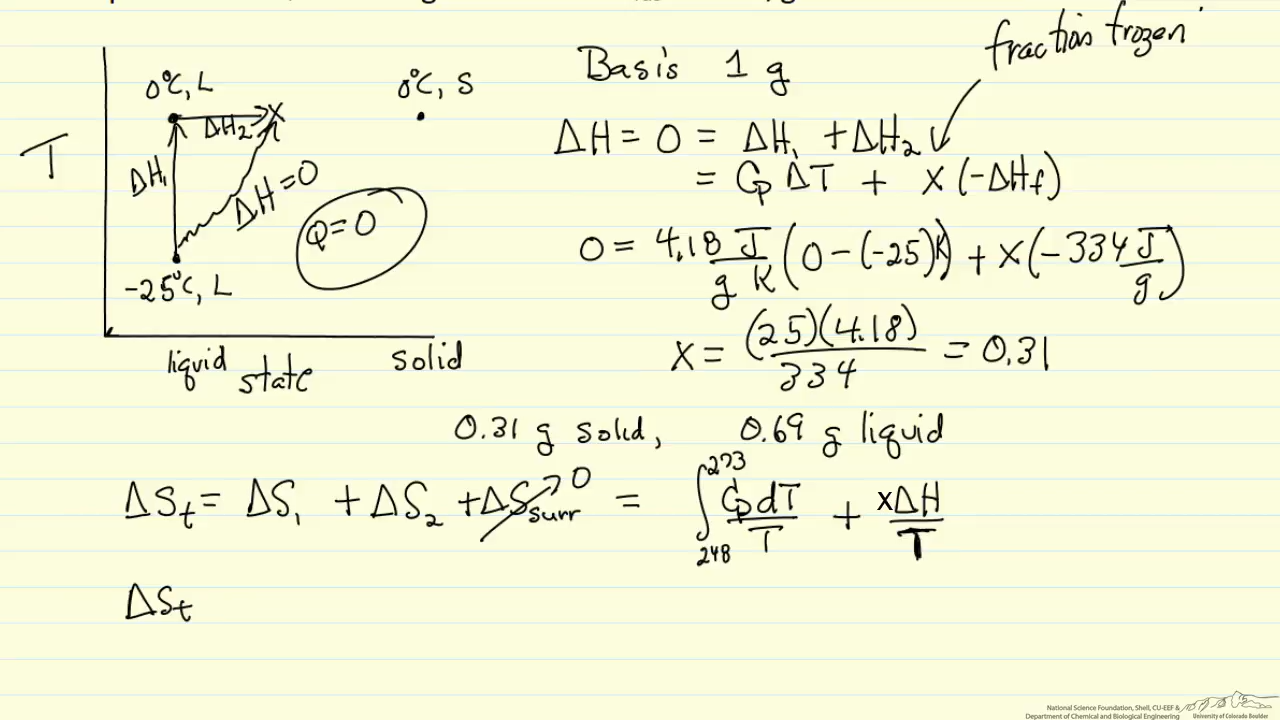 fraction frozen
Basis 1 g
0°C, L
0°C, S
ΔH₂ X
T
ΔH₁
ΔH = 0
Q = 0
-25°C, L
liquid state solid
ΔH = 0 = ΔH₁ + ΔH₂
= Cp ΔT + X (-ΔHf)
0 = 4.18 J/g K (0 - (-25)K) + X (-334 J/g)
X = (25)(4.18)/334 = 0.31
0.31 g solid, 0.69 g liquid
ΔSt = ΔS₁ + ΔS₂ + ΔSsurr → 0 = ∫₂₄₈²⁷³ Cp dT/T + XΔH/T
ΔSt
National Science Foundation, Shell, CU-EEF &
Department of Chemical and Biological Engineering
University of Colorado Boulder